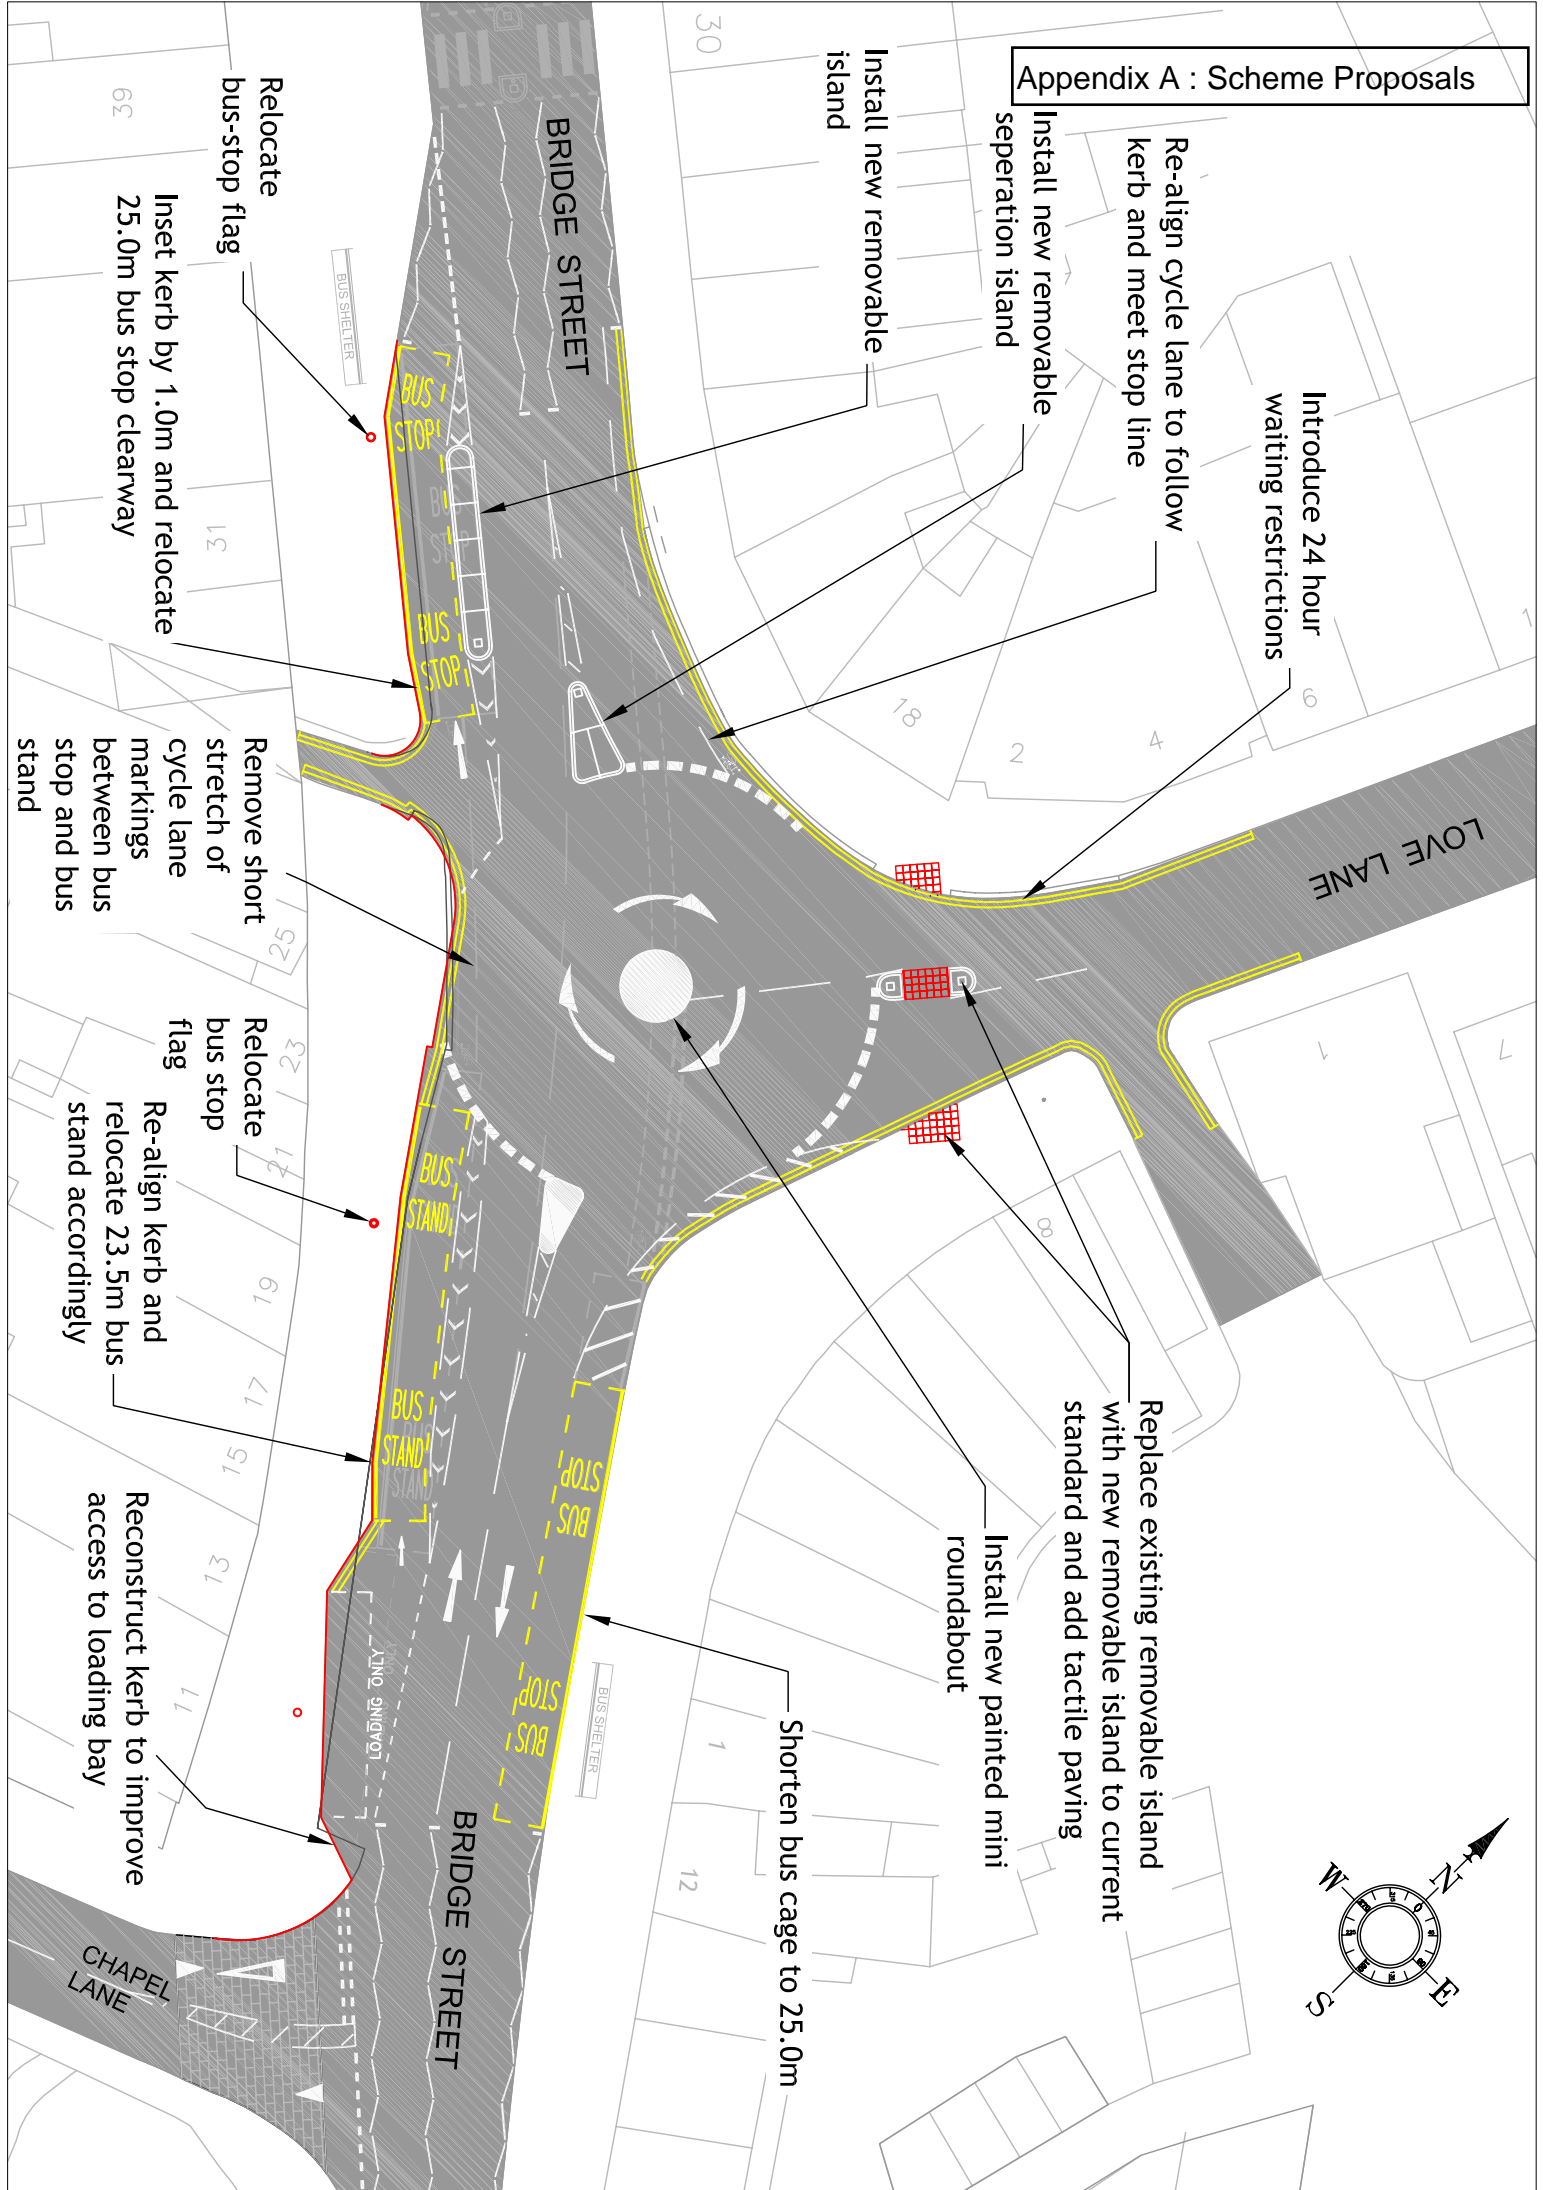 Appendix A : Scheme Proposals
Introduce 24 hour
waiting restrictions
Re-align cycle lane to follow
kerb and meet stop line
Install new removable
seperation island
Install new removable
island
Relocate
bus-stop flag
Inset kerb by 1.0m and relocate
25.0m bus stop clearway
Remove short
stretch of
cycle lane
markings
between bus
stop and bus
stand
Relocate
bus stop
flag
Re-align kerb and
relocate 23.5m bus
stand accordingly
Reconstruct kerb to improve
access to loading bay
Replace existing removable island
with new removable island to current
standard and add tactile paving
Install new painted mini
roundabout
Shorten bus cage to 25.0m
BRIDGE STREET
BRIDGE STREET
LOVE LANE
CHAPEL
LANE
BUS SHELTER
BUS SHELTER
BUS
STOP
BUS
STOP
BUS
STOP
BUS
STAND
BUS
STAND
STAND
BUS
STOP
BUS
STOP
LOADING ONLY
30
39
31
25
23
21
19
17
15
13
11
18
2
4
6
1
1
7
8
1
12
N
E
S
W